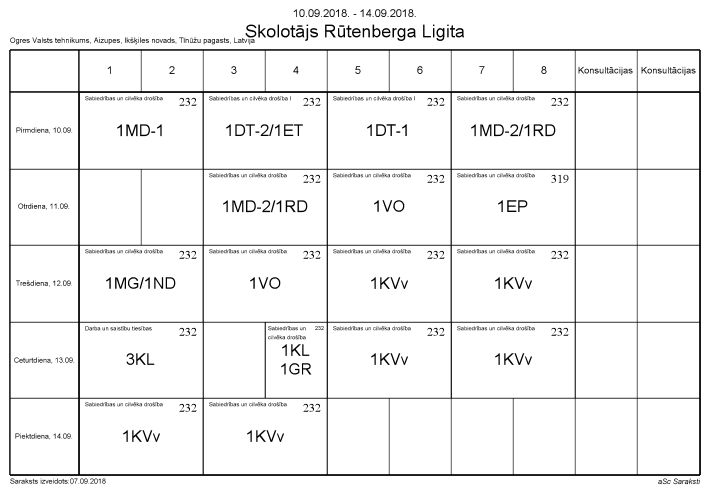 10.09.2018. - 14.09.2018.
Skolotājs Rūtenberga Ligita
Ogres Valsts tehnikums, Aizupes, Ikšķiles novads, Tīnūžu pagasts, Latvija
1 2 3 4 5 6 7 8 Konsultācijas Konsultācijas
Pirmdiena, 10.09.
Sabiedrības un cilvēka drošība 232
1MD-1
Sabiedrības un cilvēka drošība I 232
1DT-2/1ET
Sabiedrības un cilvēka drošība I 232
1DT-1
Sabiedrības un cilvēka drošība 232
1MD-2/1RD
Otrdiena, 11.09.
Sabiedrības un cilvēka drošība 232
1MD-2/1RD
Sabiedrības un cilvēka drošība 232
1VO
Sabiedrības un cilvēka drošība 319
1EP
Trešdiena, 12.09.
Sabiedrības un cilvēka drošība 232
1MG/1ND
Sabiedrības un cilvēka drošība 232
1VO
Sabiedrības un cilvēka drošība 232
1KVv
Sabiedrības un cilvēka drošība 232
1KVv
Ceturtdiena, 13.09.
Darba un saistību tiesības 232
3KL
Sabiedrības un 232
cilvēka drošība
1KL
1GR
Sabiedrības un cilvēka drošība 232
1KVv
Sabiedrības un cilvēka drošība 232
1KVv
Piektdiena, 14.09.
Sabiedrības un cilvēka drošība 232
1KVv
Sabiedrības un cilvēka drošība 232
1KVv
Saraksts izveidots:07.09.2018
aSc Saraksti